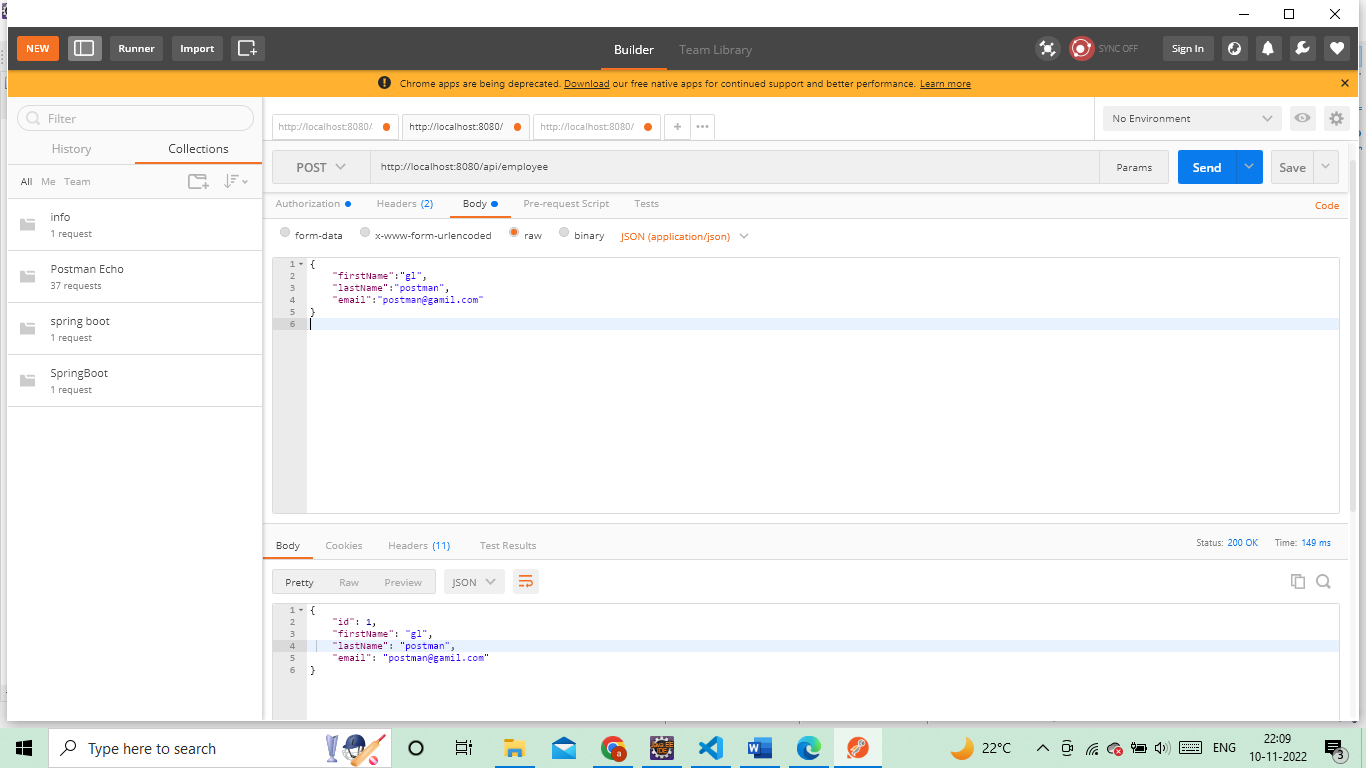 NEW
Runner
Import
Builder
Team Library
SYNC OFF
Sign In
Chrome apps are being deprecated. Download our free native apps for continued support and better performance. Learn more
Filter
History
Collections
All Me Team
info
1 request
Postman Echo
37 requests
spring boot
1 request
SpringBoot
1 request
http://localhost:8080/
http://localhost:8080/
http://localhost:8080/
No Environment
POST
http://localhost:8080/api/employee
Params
Send
Save
Authorization
Headers (2)
Body
Pre-request Script
Tests
Code
form-data
x-www-form-urlencoded
raw
binary
JSON (application/json)
1 {
2 "firstName":"gl",
3 "lastName":"postman",
4 "email":"postman@gamil.com"
5 }
6
Body
Cookies
Headers (11)
Test Results
Status: 200 OK
Time: 149 ms
Pretty
Raw
Preview
JSON
1 {
2 "id": 1,
3 "firstName": "gl",
4 "lastName": "postman",
5 "email": "postman@gamil.com"
6 }
Type here to search
22°C
ENG
22:09
10-11-2022
3